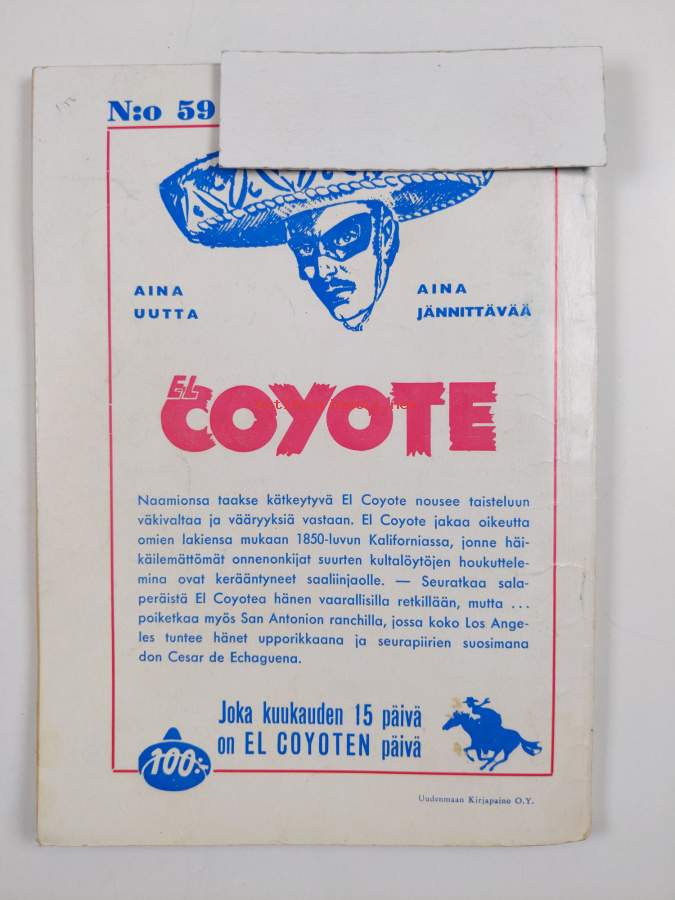 N:o 59
AINA
UUTTA
AINA
JÄNNITTÄVÄÄ
EL
COYOTE
Naamionsa taakse kätkeytyvä El Coyote nousee taisteluun
väkivaltaa ja vääryyksiä vastaan. El Coyote jakaa oikeutta
omien lakiensa mukaan 1850-luvun Kaliforniassa, jonne häi-
käilemättömät onnenonkijat suurten kultalöytöjen houkuttele-
mina ovat kerääntyneet saaliinjaolle. — Seuratkaa sala-
peräistä El Coyotea hänen vaarallisilla retkillään, mutta ...
poiketkaa myös San Antonion ranchilla, jossa koko Los Ange-
les tuntee hänet upporikkaana ja seurapiirien suosimana
don Cesar de Echaguena.
Joka kuukauden 15 päivä
on EL COYOTEN päivä
100:-
Uudenmaan Kirjapaino O.Y.